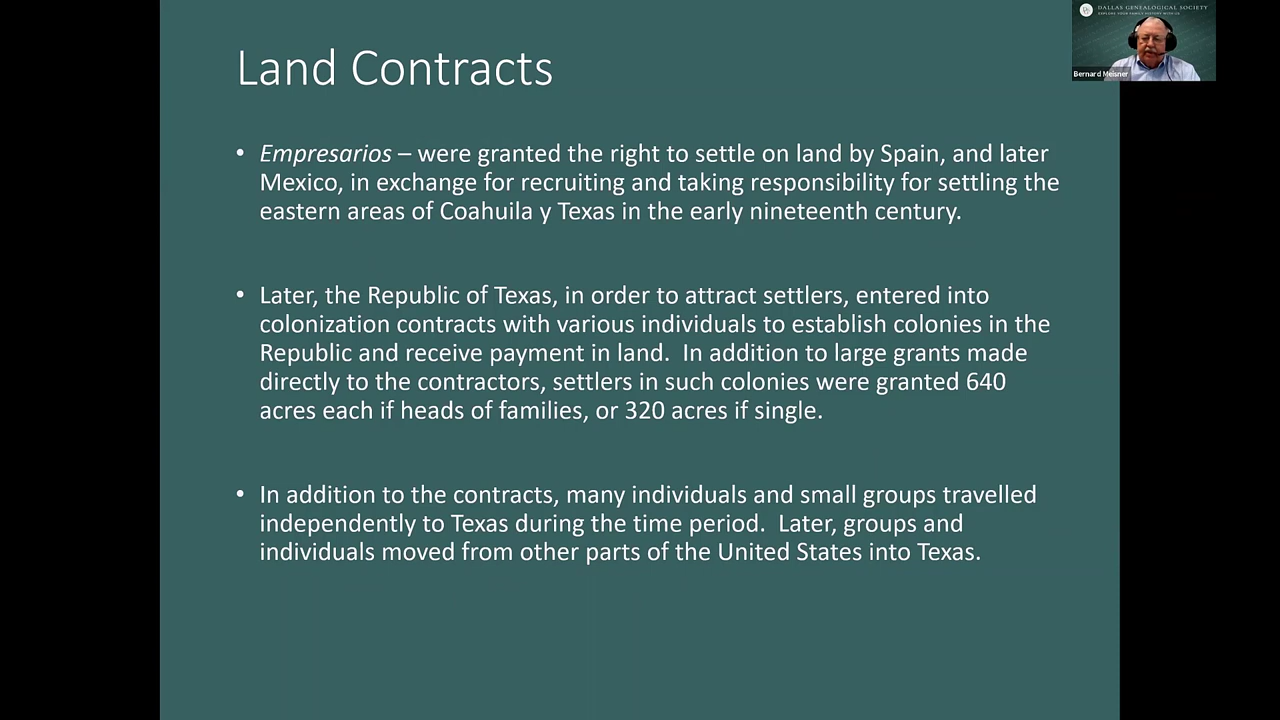 Land Contracts
DALLAS GENEALOGICAL SOCIETY
Bernard Meisner
• Empresarios – were granted the right to settle on land by Spain, and later
Mexico, in exchange for recruiting and taking responsibility for settling the
eastern areas of Coahuila y Texas in the early nineteenth century.
• Later, the Republic of Texas, in order to attract settlers, entered into
colonization contracts with various individuals to establish colonies in the
Republic and receive payment in land.  In addition to large grants made
directly to the contractors, settlers in such colonies were granted 640
acres each if heads of families, or 320 acres if single.
• In addition to the contracts, many individuals and small groups travelled
independently to Texas during the time period.  Later, groups and
individuals moved from other parts of the United States into Texas.